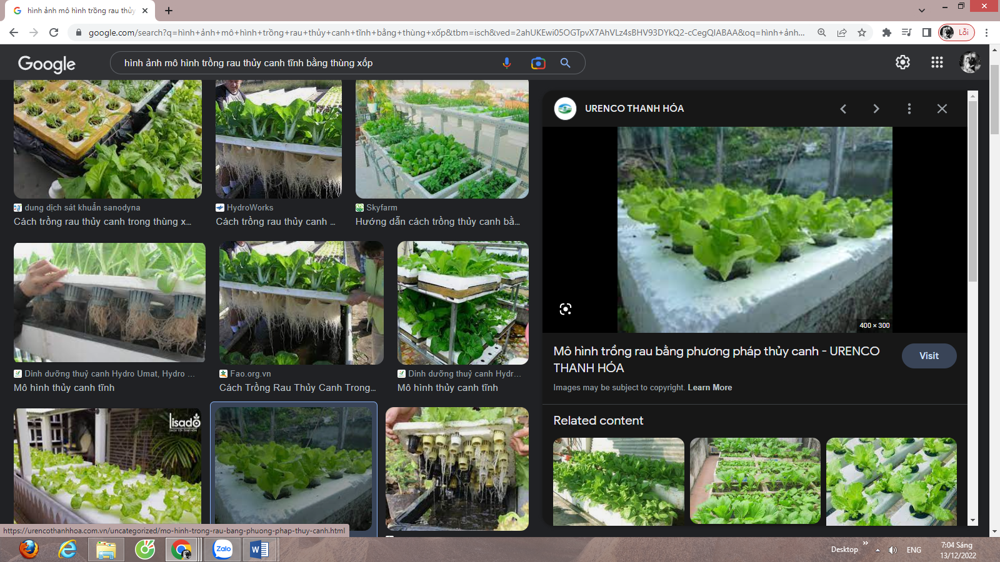 hình ảnh mô hình trồng rau thủy
google.com/search?q=hình+ảnh+mô+hình+trồng+rau+thủy+canh+tĩnh+bằng+thùng+xốp&tbm=isch&ved=2ahUKEwi05OGTpvX7AhVLz4sBHV93DYkQ2-cCegQIABAA&oq=hình+ảnh...
Lỗi
Google
hình ảnh mô hình trồng rau thủy canh tĩnh bằng thùng xốp
dung dịch sát khuẩn sanodyna
Cách trồng rau thủy canh trong thùng x...
HydroWorks
Cách trồng rau thủy canh ...
Skyfarm
Hướng dẫn cách trồng thủy canh bằ...
Dinh dưỡng thuỷ canh Hydro Umat, Hydro ...
Mô hình thủy canh tĩnh
Fao.org.vn
Cách Trồng Rau Thủy Canh Trong...
Dinh dưỡng thuỷ canh Hydr...
Mô hình thủy canh tĩnh
lisado
URENCO THANH HÓA
400 × 300
Mô hình trồng rau bằng phương pháp thủy canh - URENCO
THANH HÓA
Visit
Images may be subject to copyright. Learn More
Related content
https://urencothanhhoa.com.vn/uncategorized/mo-hinh-trong-rau-bang-phuong-phap-thuy-canh.html
Zalo
Desktop
ENG
7:04 Sáng
13/12/2022